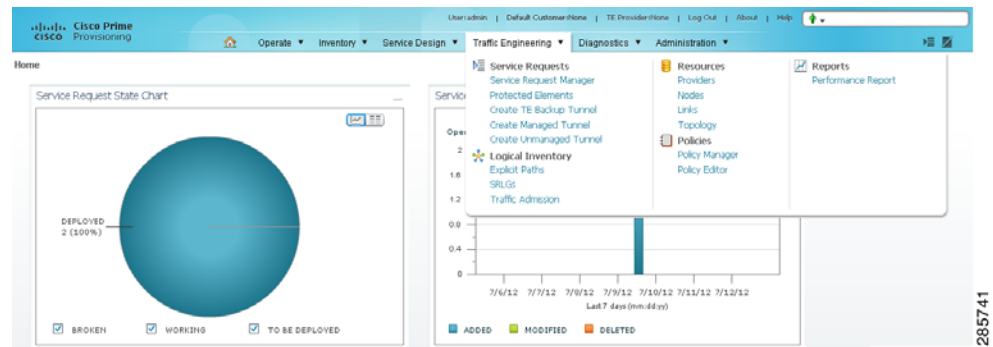 User: admin | Default Customer: None | TE Provider: None | Log Out | About | Help
cisco Cisco Prime
Provisioning
Operate ▼ Inventory ▼ Service Design ▼ Traffic Engineering ▼ Diagnostics ▼ Administration ▼
Home
Service Request State Chart
DEPLOYED
2 (100%)
BROKEN WORKING TO BE DEPLOYED
Service Requests
Service Request Manager
Protected Elements
Create TE Backup Tunnel
Create Managed Tunnel
Create Unmanaged Tunnel
Logical Inventory
Explicit Paths
SRLGs
Traffic Admission
Resources
Providers
Nodes
Links
Topology
Policies
Policy Manager
Policy Editor
Reports
Performance Report
2
1.6
1.2
0.8
0.4
0
7/6/12 7/7/12 7/8/12 7/9/12 7/10/12 7/11/12 7/12/12
Last 7 days (mm:dd:yy)
ADDED MODIFIED DELETED
285741